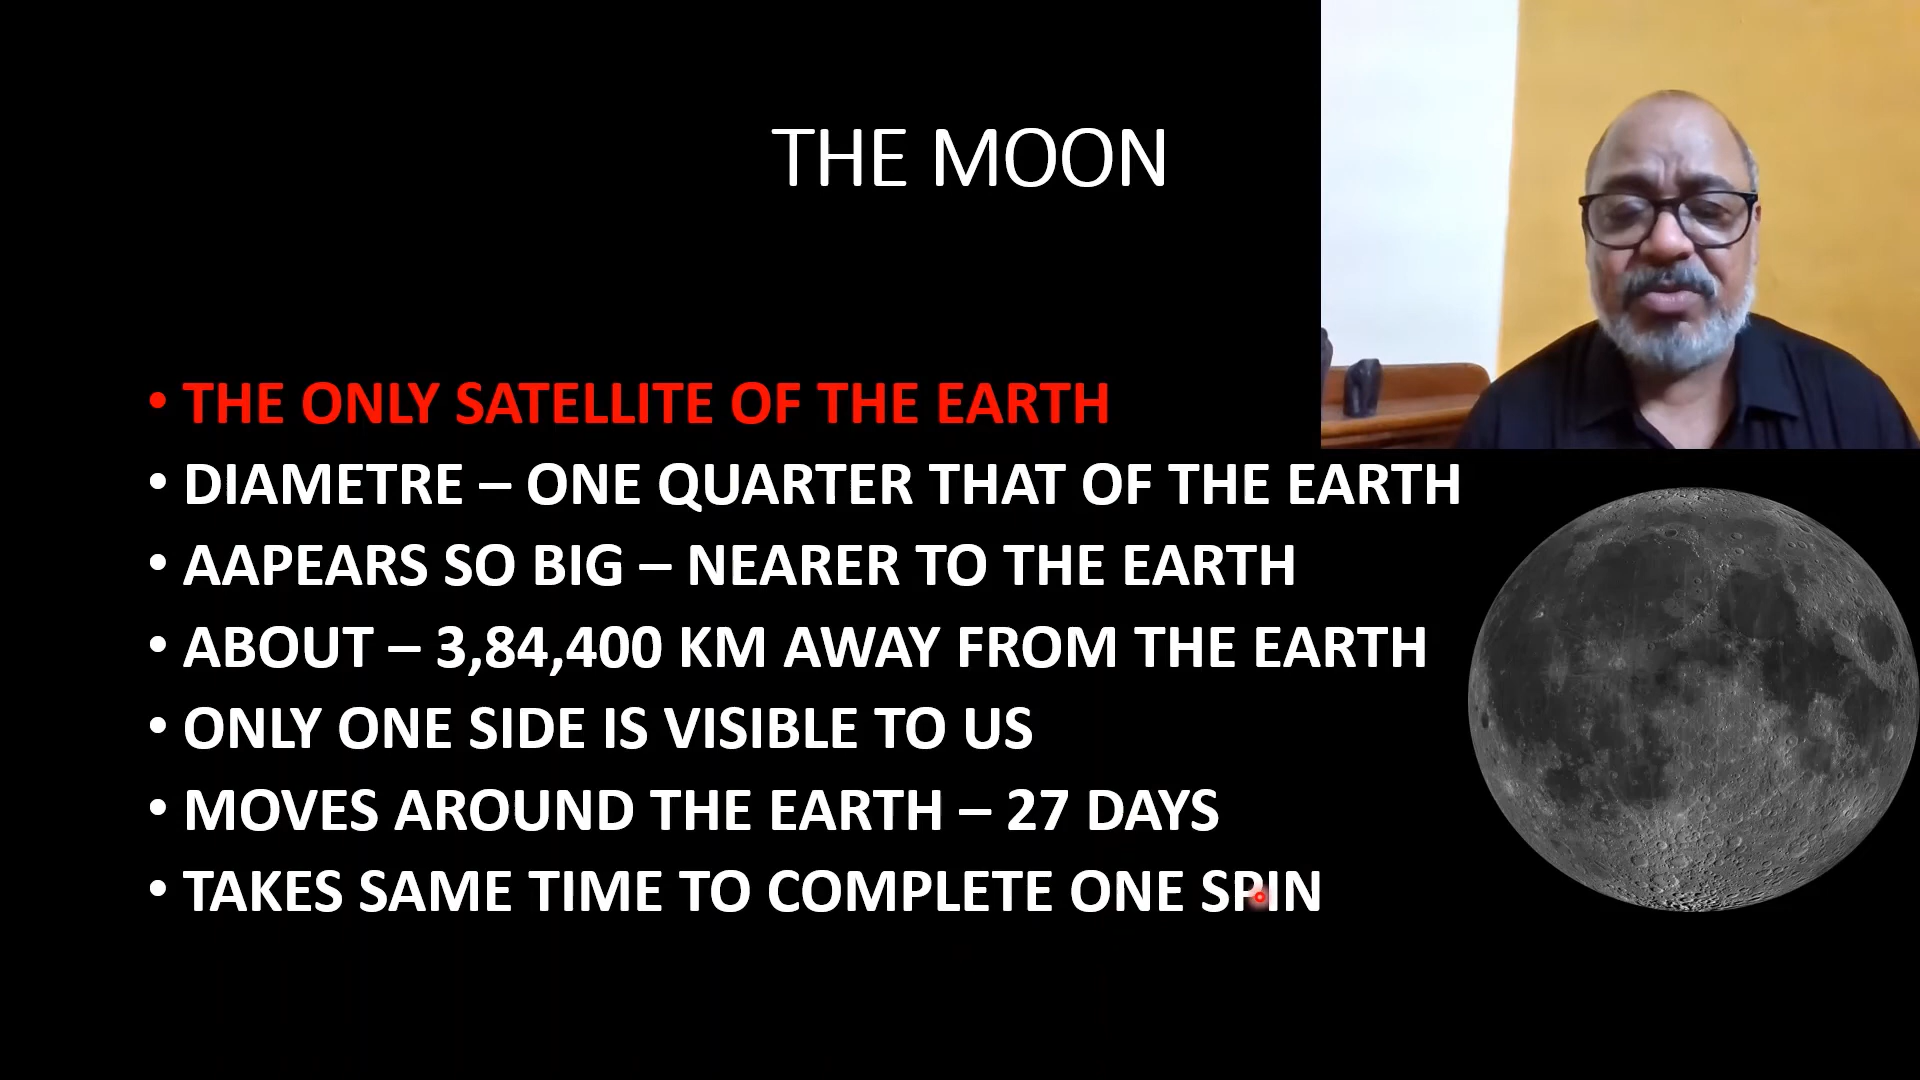 THE MOON
• THE ONLY SATELLITE OF THE EARTH
• DIAMETRE – ONE QUARTER THAT OF THE EARTH
• AAPEARS SO BIG – NEARER TO THE EARTH
• ABOUT – 3,84,400 KM AWAY FROM THE EARTH
• ONLY ONE SIDE IS VISIBLE TO US
• MOVES AROUND THE EARTH – 27 DAYS
• TAKES SAME TIME TO COMPLETE ONE SPIN